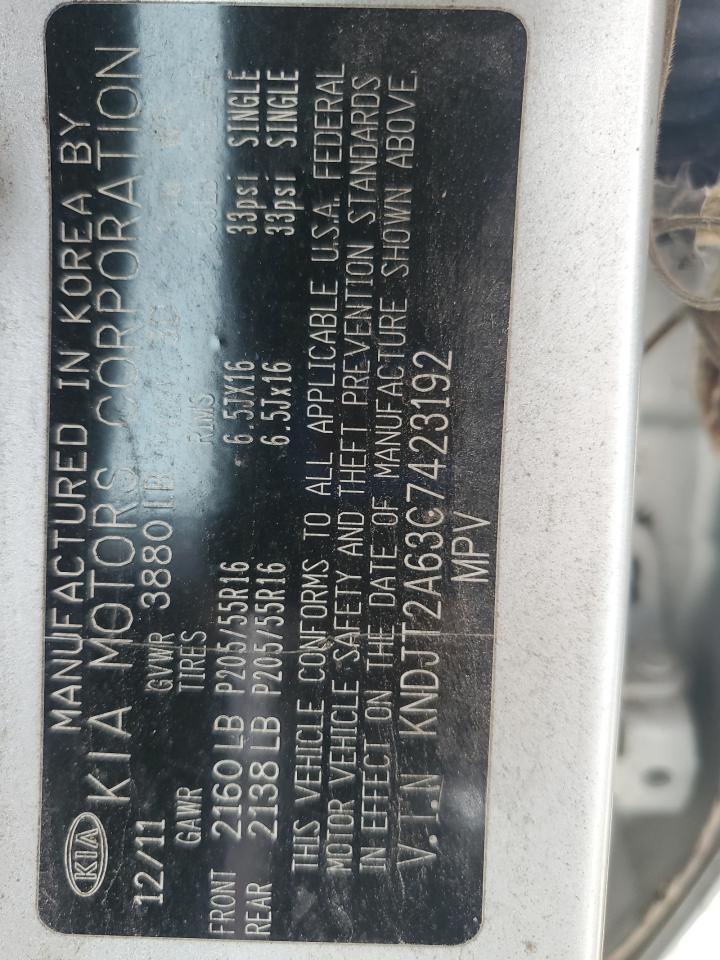 KIA
MANUFACTURED IN KOREA BY
KIA MOTORS CORPORATION
12/11 GVWR 3880 LB
GAWR TIRES RIMS
FRONT 2160 LB P205/55R16 6.5JX16 33psi SINGLE
REAR 2138 LB P205/55R16 6.5Jx16 33psi SINGLE
THIS VEHICLE CONFORMS TO ALL APPLICABLE U.S.A. FEDERAL
MOTOR VEHICLE SAFETY AND THEFT PREVENTION STANDARDS
IN EFFECT ON THE DATE OF MANUFACTURE SHOWN ABOVE.
V.I.N KNDJT2A63C7423192
MPV